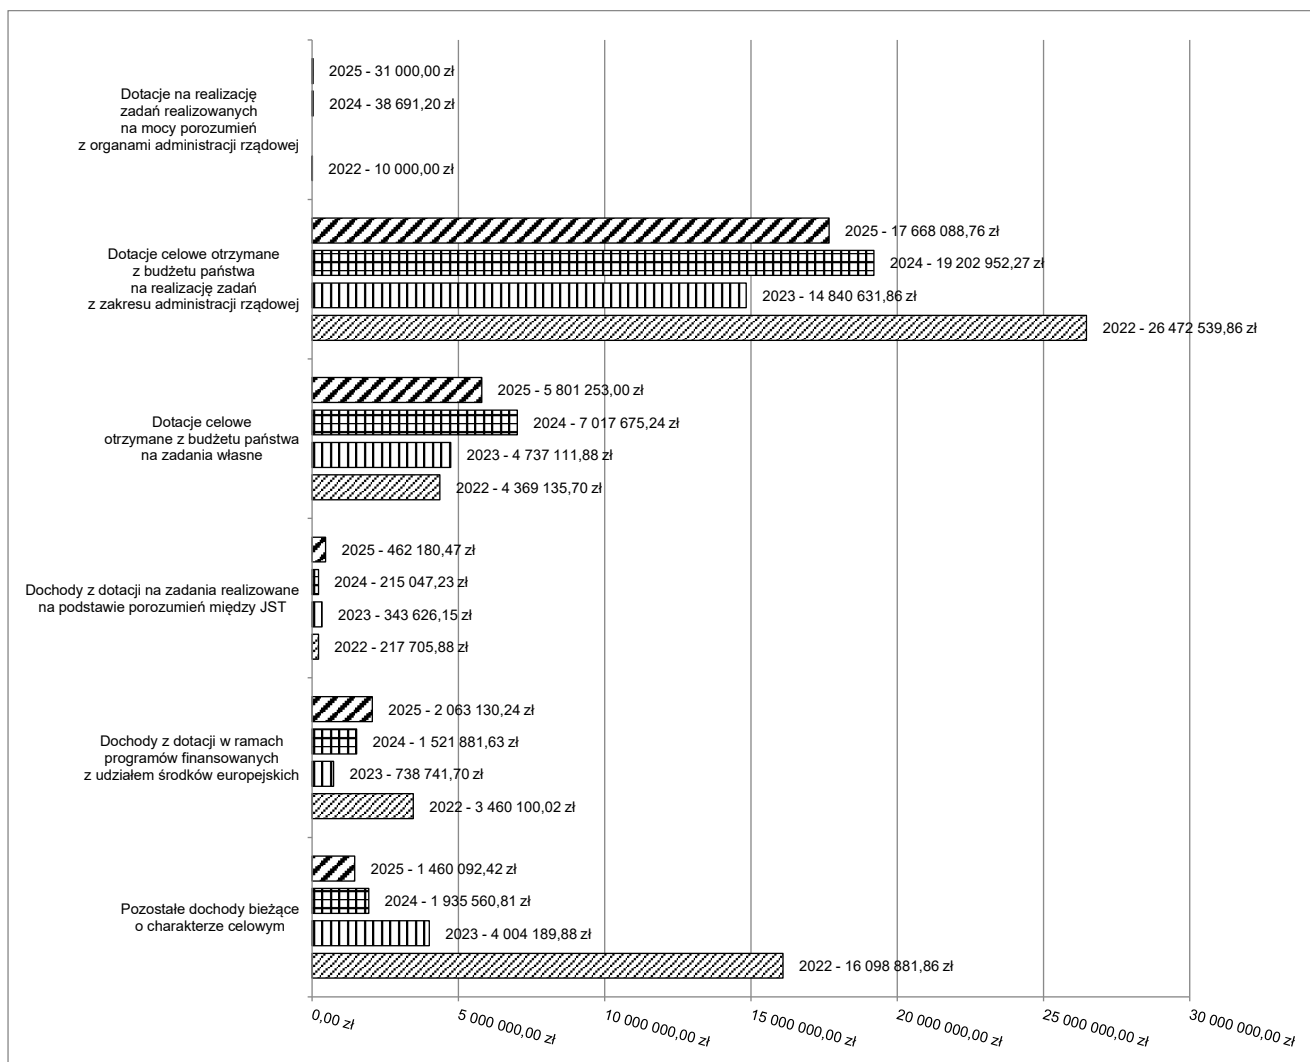 Dotacje na realizację
zadań realizowanych
na mocy porozumień
z organami administracji rządowej
2025 - 31 000,00 zł
2024 - 38 691,20 zł
2022 - 10 000,00 zł
Dotacje celowe otrzymane
z budżetu państwa
na realizację zadań
z zakresu administracji rządowej
2025 - 17 668 088,76 zł
2024 - 19 202 952,27 zł
2023 - 14 840 631,86 zł
2022 - 26 472 539,86 zł
Dotacje celowe
otrzymane z budżetu państwa
na zadania własne
2025 - 5 801 253,00 zł
2024 - 7 017 675,24 zł
2023 - 4 737 111,88 zł
2022 - 4 369 135,70 zł
Dochody z dotacji na zadania realizowane
na podstawie porozumień między JST
2025 - 462 180,47 zł
2024 - 215 047,23 zł
2023 - 343 626,15 zł
2022 - 217 705,88 zł
Dochody z dotacji w ramach
programów finansowanych
z udziałem środków europejskich
2025 - 2 063 130,24 zł
2024 - 1 521 881,63 zł
2023 - 738 741,70 zł
2022 - 3 460 100,02 zł
Pozostałe dochody bieżące
o charakterze celowym
2025 - 1 460 092,42 zł
2024 - 1 935 560,81 zł
2023 - 4 004 189,88 zł
2022 - 16 098 881,86 zł
0,00 zł
5 000 000,00 zł
10 000 000,00 zł
15 000 000,00 zł
20 000 000,00 zł
25 000 000,00 zł
30 000 000,00 zł